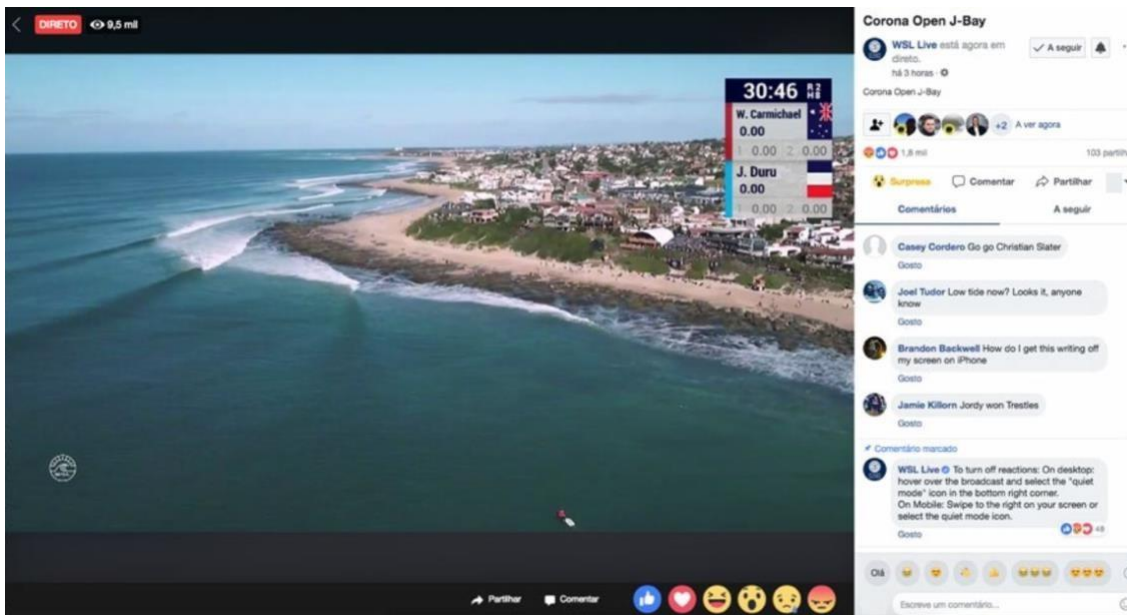 DIRETO 9,5 mil
30:46 R2 H8
W. Carmichael
0.00
1 0.00 2 0.00
J. Duru
0.00
1 0.00 2 0.00
Partilhar Comentar
Corona Open J-Bay
WSL Live está agora em
direto.
há 3 horas ·
A seguir
Corona Open J-Bay
+2 A ver agora
1,8 mil
103 partilh
Surpresa Comentar Partilhar
Comentários A seguir
Casey Cordero Go go Christian Slater
Gosto
Joel Tudor Low tide now? Looks it, anyone
know
Gosto
Brandon Backwell How do I get this writing off
my screen on iPhone
Gosto
Jamie Killorn Jordy won Trestles
Gosto
Comentário marcado
WSL Live To turn off reactions: On desktop:
hover over the broadcast and select the "quiet
mode" icon in the bottom right corner.
On Mobile: Swipe to the right on your screen or
select the quiet mode icon.
48
Gosto
Olá
Escreve um comentário...